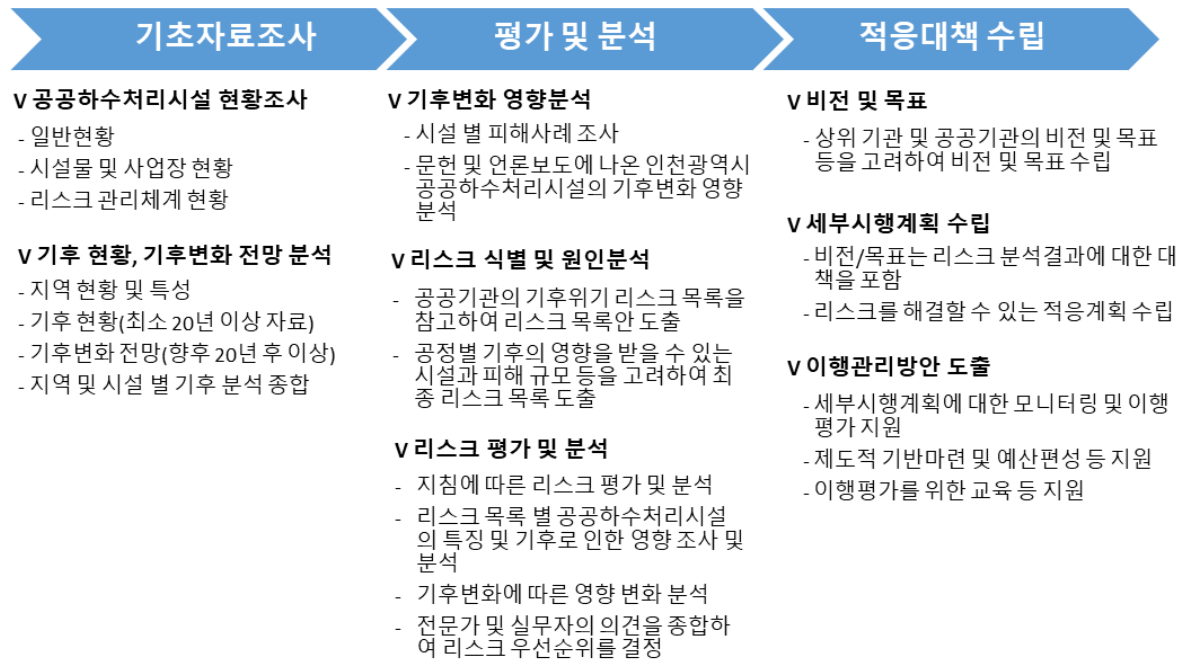 기초자료조사
평가 및 분석
적응대책 수립
V 공공하수처리시설 현황조사
- 일반현황
- 시설물 및 사업장 현황
- 리스크 관리체계 현황
V 기후 현황, 기후변화 전망 분석
- 지역 현황 및 특성
- 기후 현황(최소 20년 이상 자료)
- 기후변화 전망(향후 20년 후 이상)
- 지역 및 시설 별 기후 분석 종합
V 기후변화 영향분석
- 시설 별 피해사례 조사
- 문헌 및 언론보도에 나온 인천광역시
공공하수처리시설의 기후변화 영향
분석
V 리스크 식별 및 원인분석
- 공공기관의 기후위기 리스크 목록을
참고하여 리스크 목록안 도출
- 공정별 기후의 영향을 받을 수 있는
시설과 피해 규모 등을 고려하여 최
종 리스크 목록 도출
V 리스크 평가 및 분석
- 지침에 따른 리스크 평가 및 분석
- 리스크 목록 별 공공하수처리시설
의 특징 및 기후로 인한 영향 조사 및
분석
- 기후변화에 따른 영향 변화 분석
- 전문가 및 실무자의 의견을 종합하
여 리스크 우선순위를 결정
V 비전 및 목표
- 상위 기관 및 공공기관의 비전 및 목표
등을 고려하여 비전 및 목표 수립
V 세부시행계획 수립
- 비전/목표는 리스크 분석결과에 대한 대
책을 포함
- 리스크를 해결할 수 있는 적응계획 수립
V 이행관리방안 도출
- 세부시행계획에 대한 모니터링 및 이행
평가 지원
- 제도적 기반마련 및 예산편성 등 지원
- 이행평가를 위한 교육 등 지원